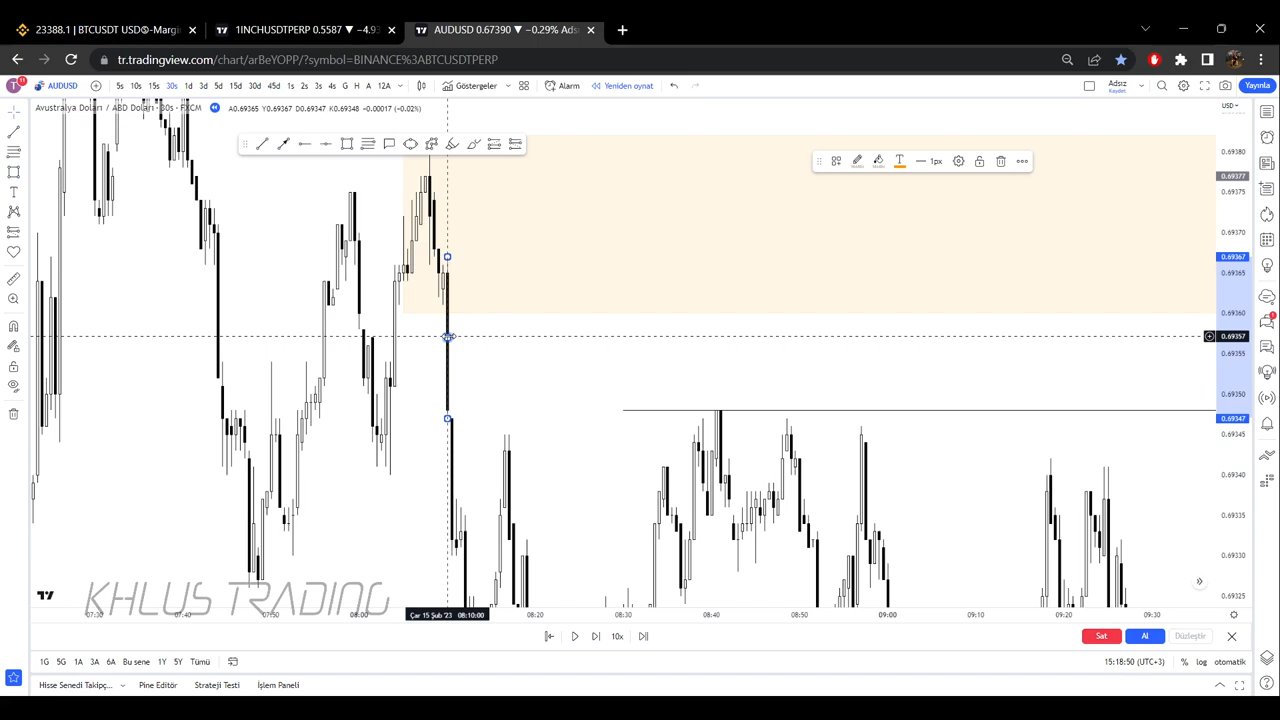 23388.1 | BTCUSDT USDⓈ-Margi
1INCHUSDTPERP 0.5587 ▼ −4.93
AUDUSD 0.67390 ▼ −0.29% Ads
tr.tradingview.com/chart/arBeYOPP/?symbol=BINANCE%3ABTCUSDTPERP
T 11 AUDUSD 5s 10s 15s 30s 1d 3d 5d 15d 30d 45d 1s 2s 3s 4s G H A 12A Göstergeler Alarm Yeniden oynat Adsız Kaydet Yayınla
Avustralya Doları / ABD Doları · 30s · FXCM A0.69365 Y0.69367 D0.69347 K0.69348 −0.00017 (−0.02%) USD
T 1px
0.69380
0.69377
0.69375
0.69370
0.69367
0.69365
0.69360
0.69357
0.69355
0.69350
0.69347
0.69345
0.69340
0.69335
0.69330
0.69325
KHLUS TRADING
07:30 07:40 07:50 08:00 Çar 15 Şub '23 08:10:00 08:20 08:30 08:40 08:50 09:00 09:10 09:20 09:30
10x Sat Al Düzleştir
1G 5G 1A 3A 6A Bu sene 1Y 5Y Tümü 15:18:50 (UTC+3) % log otomatik
Hisse Senedi Takipç... Pine Editör Strateji Testi İşlem Paneli